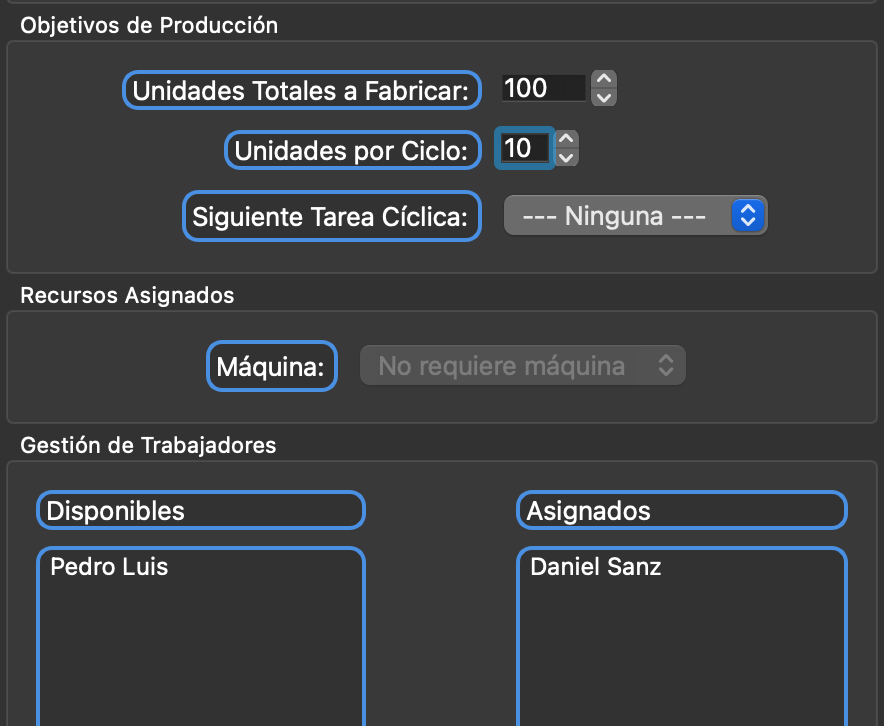 Objetivos de Producción
Unidades Totales a Fabricar: 100
Unidades por Ciclo: 10
Siguiente Tarea Cíclica: --- Ninguna ---
Recursos Asignados
Máquina: No requiere máquina
Gestión de Trabajadores
Disponibles Asignados
Pedro Luis Daniel Sanz